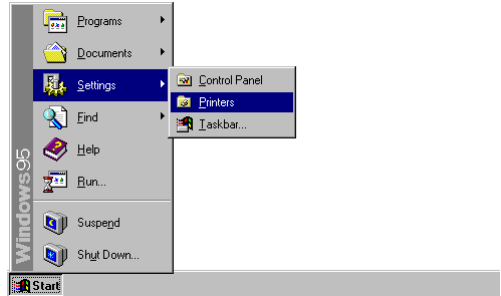 Programs
Documents
Settings
Control Panel
Printers
Taskbar...
Find
Help
Run...
Suspend
Shut Down...
Windows95
Start